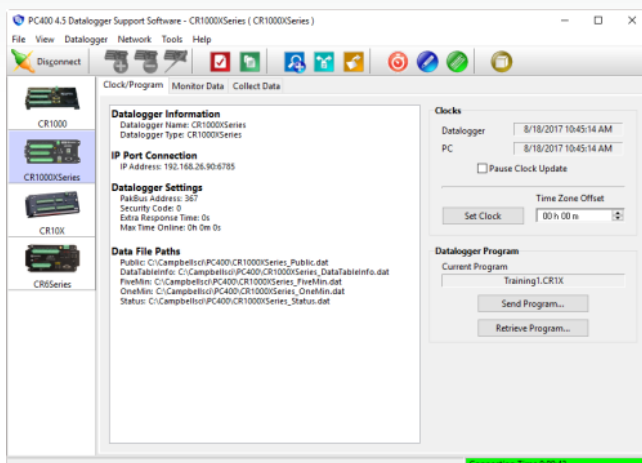 PC400 4.5 Datalogger Support Software - CR1000XSeries ( CR1000XSeries )
File View Datalogger Network Tools Help
Disconnect
CR1000
CR1000XSeries
CR10X
CR6Series
Clock/Program Monitor Data Collect Data
Datalogger Information
Datalogger Name: CR1000XSeries
Datalogger Type: CR1000XSeries
IP Port Connection
IP Address: 192.168.26.90:6785
Datalogger Settings
PakBus Address: 367
Security Code: 0
Extra Response Time: 0s
Max Time Online: 0h 0m 0s
Data File Paths
Public: C:\Campbellsci\PC400\CR1000XSeries_Public.dat
DataTableInfo: C:\Campbellsci\PC400\CR1000XSeries_DataTableInfo.dat
FiveMin: C:\Campbellsci\PC400\CR1000XSeries_FiveMin.dat
OneMin: C:\Campbellsci\PC400\CR1000XSeries_OneMin.dat
Status: C:\Campbellsci\PC400\CR1000XSeries_Status.dat
Clocks
Datalogger 8/18/2017 10:45:14 AM
PC 8/18/2017 10:45:14 AM
Pause Clock Update
Time Zone Offset
Set Clock 00 h 00 m
Datalogger Program
Current Program
Training1.CR1X
Send Program...
Retrieve Program...